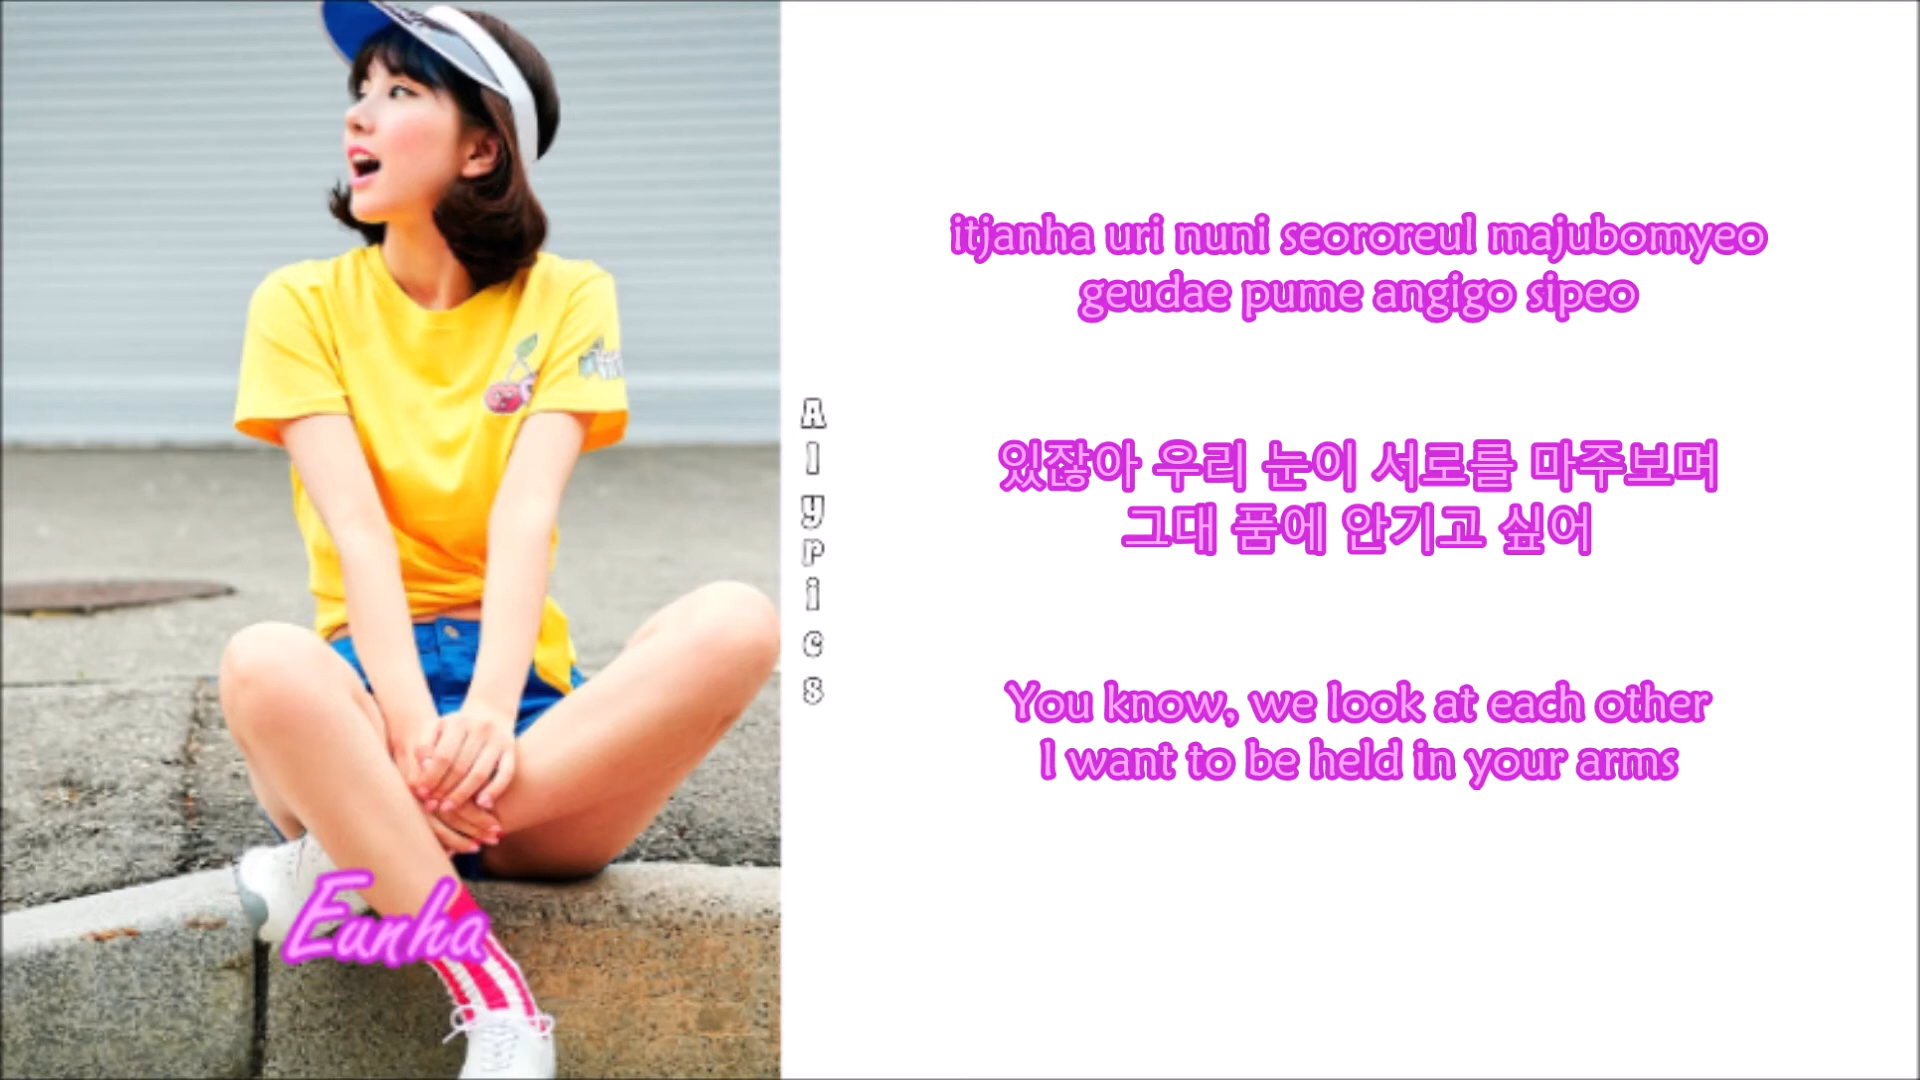 itjanha uri nuni seororeul majubomyeo
geudae pume angigo sipeo
있잖아 우리 눈이 서로를 마주보며
그대 품에 안기고 싶어
You know, we look at each other
I want to be held in your arms
Alypics
Eunha